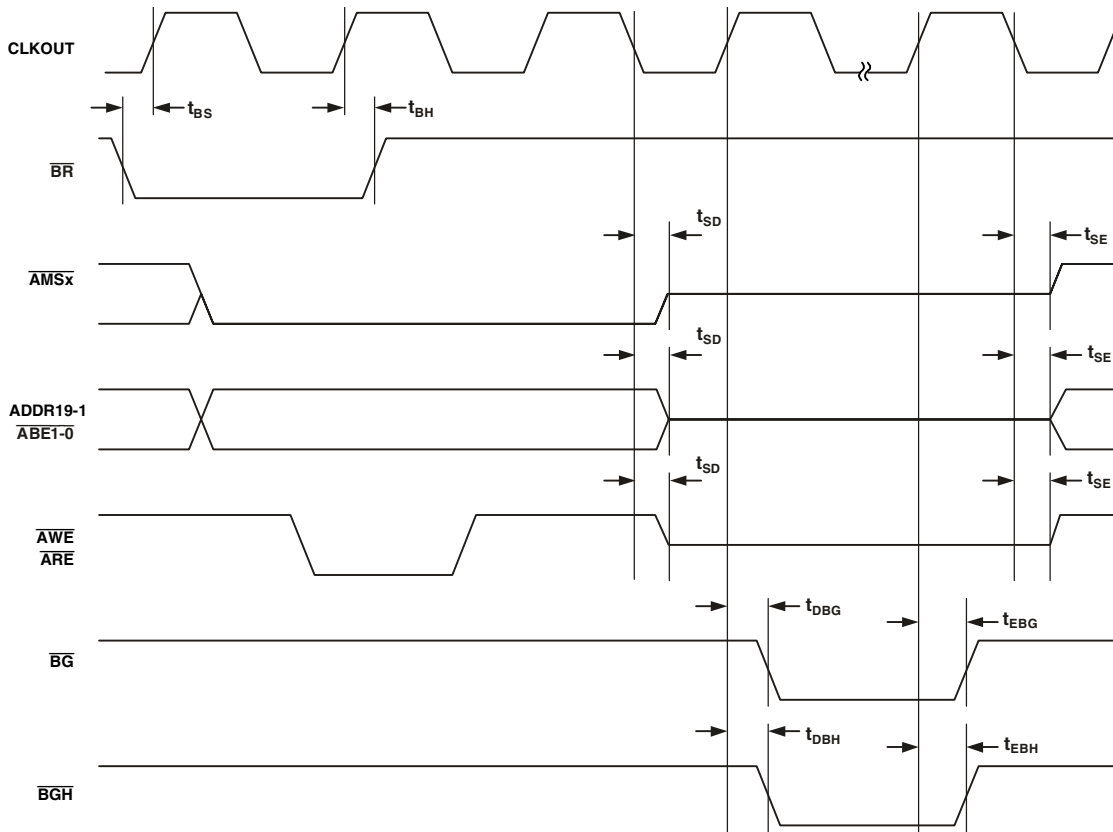 CLKOUT
tBS
tBH
BR
tSD
tSE
AMSx
tSD
tSE
ADDR19-1
ABE1-0
tSD
tSE
AWE
ARE
tDBG
tEBG
BG
tDBH
tEBH
BGH